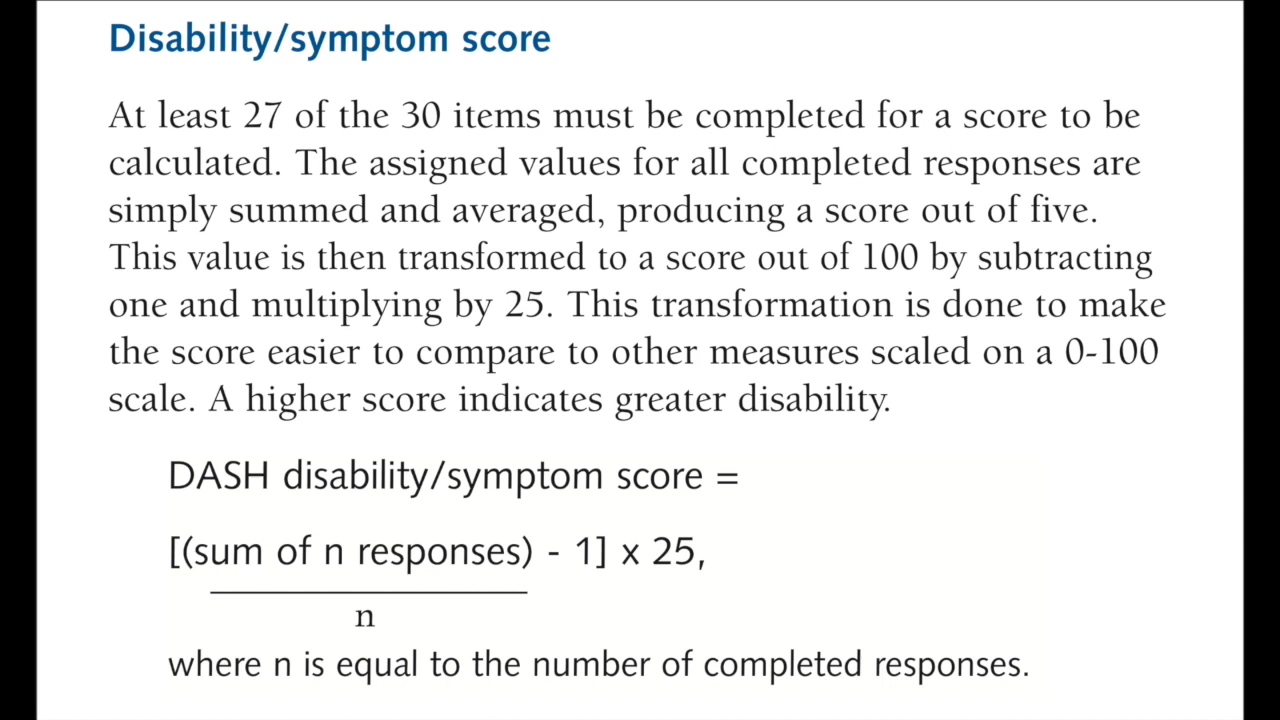 Disability/symptom score
At least 27 of the 30 items must be completed for a score to be
calculated. The assigned values for all completed responses are
simply summed and averaged, producing a score out of five.
This value is then transformed to a score out of 100 by subtracting
one and multiplying by 25. This transformation is done to make
the score easier to compare to other measures scaled on a 0-100
scale. A higher score indicates greater disability.
DASH disability/symptom score =
[(sum of n responses) - 1] x 25,
n
where n is equal to the number of completed responses.